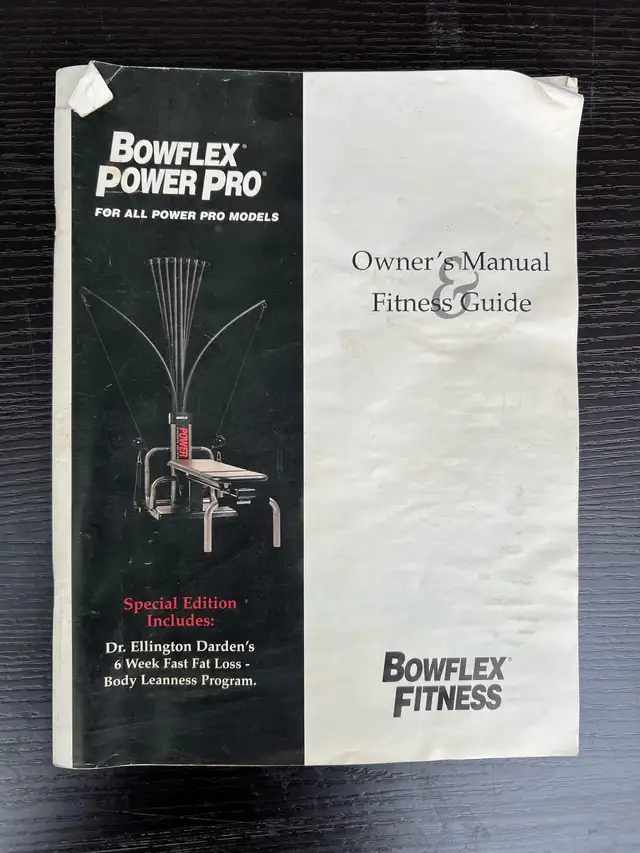 BOWFLEX®
POWER PRO®
FOR ALL POWER PRO MODELS
POWER
Special Edition
Includes:
Dr. Ellington Darden's
6 Week Fast Fat Loss -
Body Leanness Program.
Owner's Manual
&
Fitness Guide
BOWFLEX®
FITNESS